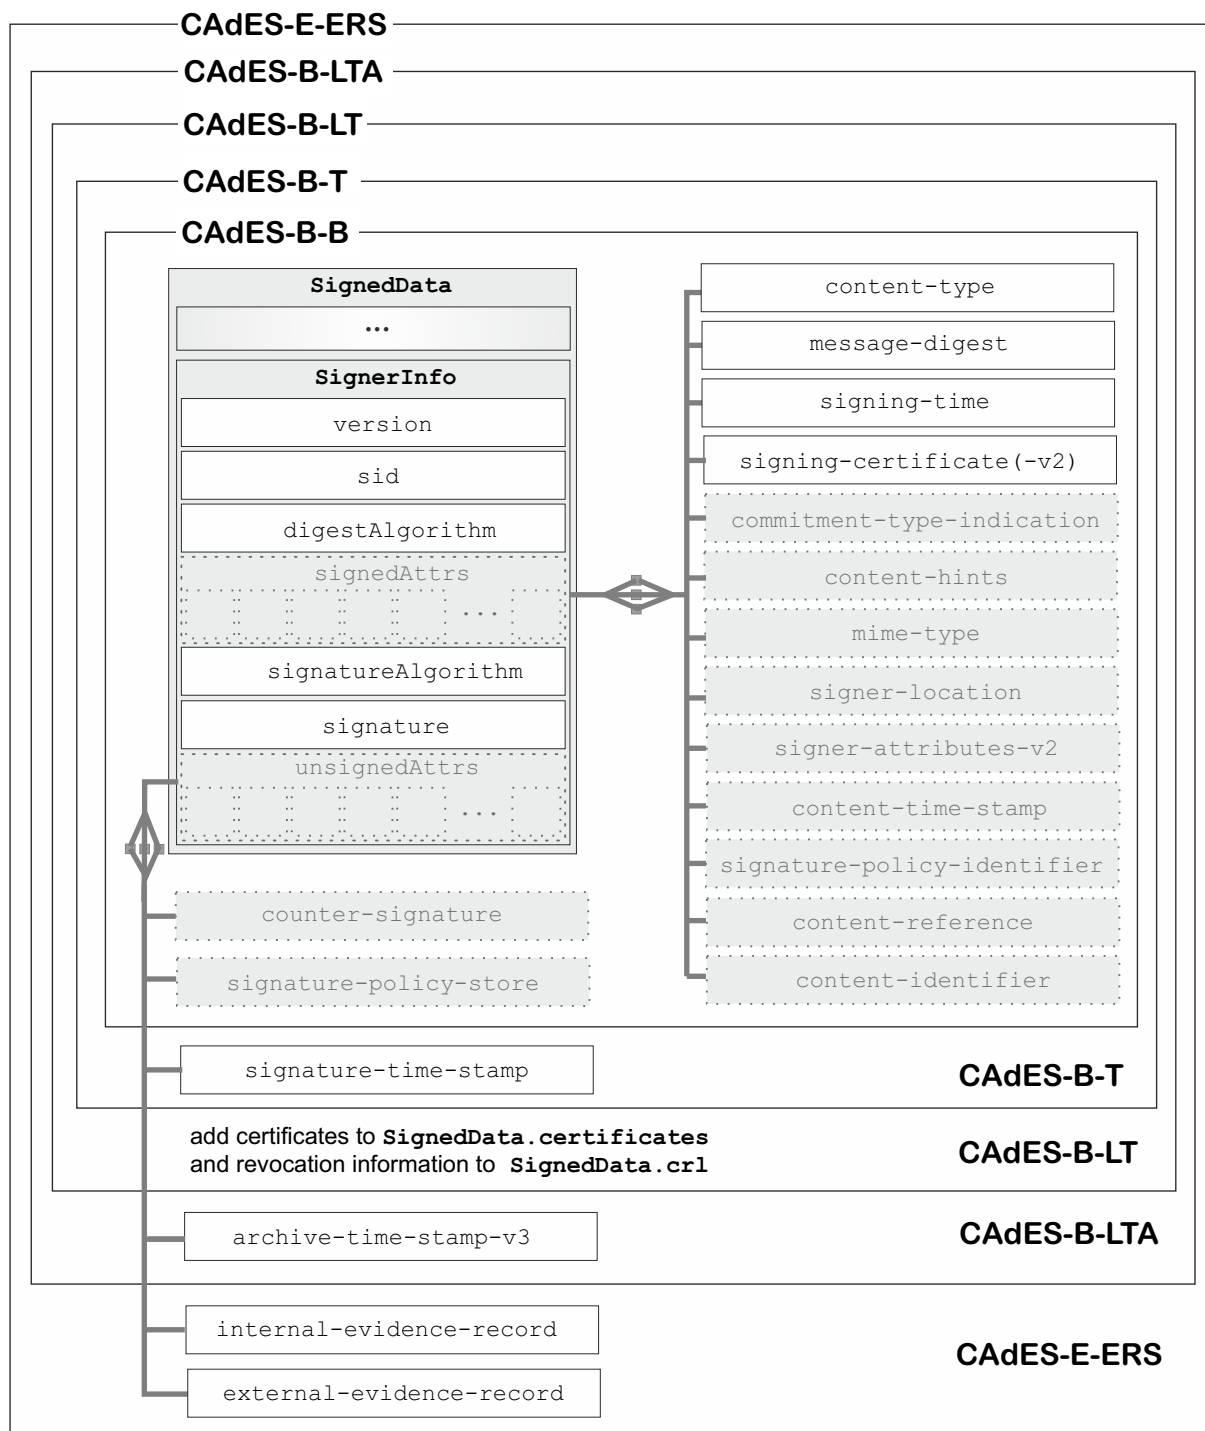 CAdES-E-ERS
CAdES-B-LTA
CAdES-B-LT
CAdES-B-T
CAdES-B-B
SignedData
...
SignerInfo
version
sid
digestAlgorithm
signedAttrs
...
signatureAlgorithm
signature
unsignedAttrs
...
counter-signature
signature-policy-store
content-type
message-digest
signing-time
signing-certificate(-v2)
commitment-type-indication
content-hints
mime-type
signer-location
signer-attributes-v2
content-time-stamp
signature-policy-identifier
content-reference
content-identifier
signature-time-stamp
CAdES-B-T
add certificates to SignedData.certificates
and revocation information to SignedData.crl
CAdES-B-LT
archive-time-stamp-v3
CAdES-B-LTA
internal-evidence-record
external-evidence-record
CAdES-E-ERS